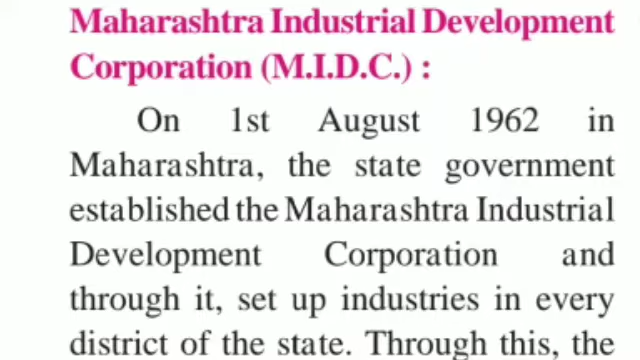 Maharashtra Industrial Development
Corporation (M.I.D.C.) :
On 1st August 1962 in
Maharashtra, the state government
established the Maharashtra Industrial
Development Corporation and
through it, set up industries in every
district of the state. Through this, the